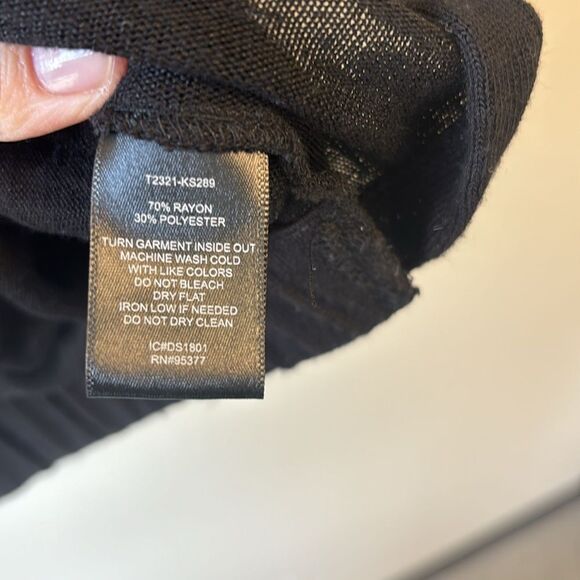 T2321-KS289
70% RAYON
30% POLYESTER
TURN GARMENT INSIDE OUT
MACHINE WASH COLD
WITH LIKE COLORS
DO NOT BLEACH
DRY FLAT
IRON LOW IF NEEDED
DO NOT DRY CLEAN
IC#DS1801
RN#95377